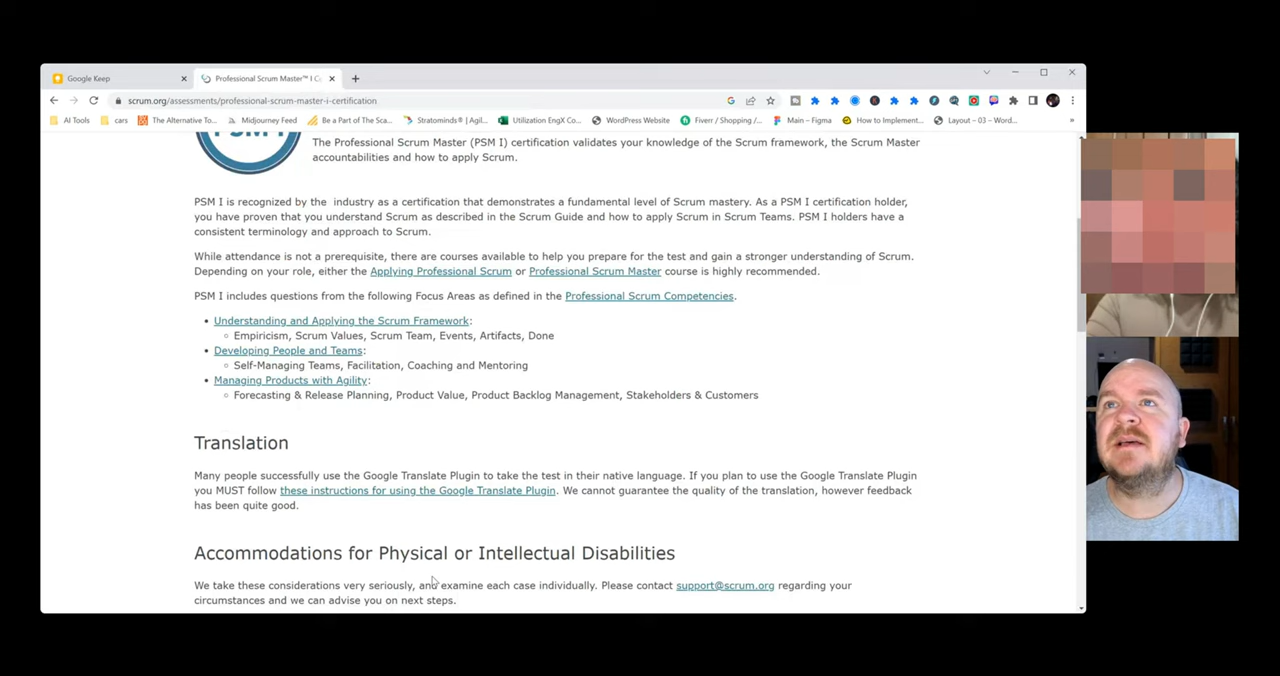 Google Keep
Professional Scrum Master™ I C
scrum.org/assessments/professional-scrum-master-i-certification
AI Tools
cars
The Alternative To...
Midjourney Feed
Be a Part of The Sca...
Stratominds® | Agil...
Utilization EngX Co...
WordPress Website
Fiverr / Shopping /...
Main – Figma
How to Implement...
Layout – 03 – Word...
»
The Professional Scrum Master (PSM I) certification validates your knowledge of the Scrum framework, the Scrum Master
accountabilities and how to apply Scrum.
PSM I is recognized by the industry as a certification that demonstrates a fundamental level of Scrum mastery. As a PSM I certification holder,
you have proven that you understand Scrum as described in the Scrum Guide and how to apply Scrum in Scrum Teams. PSM I holders have a
consistent terminology and approach to Scrum.
While attendance is not a prerequisite, there are courses available to help you prepare for the test and gain a stronger understanding of Scrum.
Depending on your role, either the Applying Professional Scrum or Professional Scrum Master course is highly recommended.
PSM I includes questions from the following Focus Areas as defined in the Professional Scrum Competencies.
• Understanding and Applying the Scrum Framework:
○ Empiricism, Scrum Values, Scrum Team, Events, Artifacts, Done
• Developing People and Teams:
○ Self-Managing Teams, Facilitation, Coaching and Mentoring
• Managing Products with Agility:
○ Forecasting & Release Planning, Product Value, Product Backlog Management, Stakeholders & Customers
Translation
Many people successfully use the Google Translate Plugin to take the test in their native language. If you plan to use the Google Translate Plugin
you MUST follow these instructions for using the Google Translate Plugin. We cannot guarantee the quality of the translation, however feedback
has been quite good.
Accommodations for Physical or Intellectual Disabilities
We take these considerations very seriously, and examine each case individually. Please contact support@scrum.org regarding your
circumstances and we can advise you on next steps.